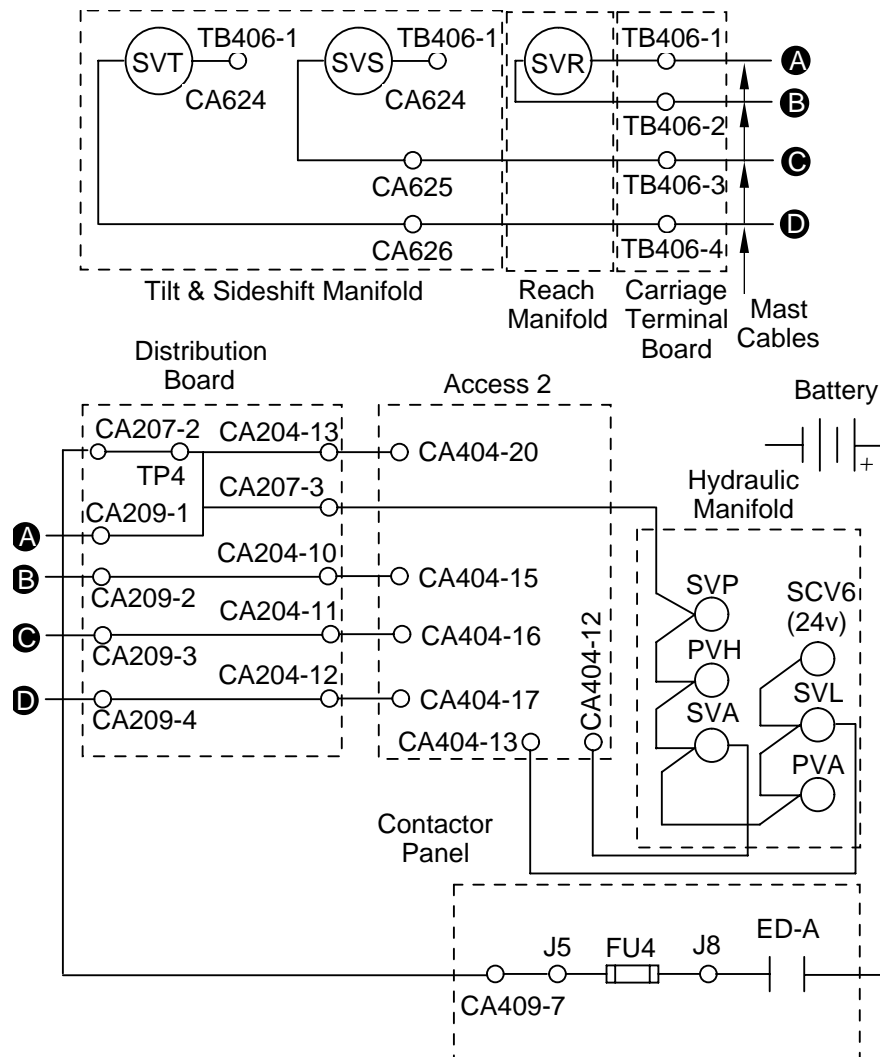 TB406-1 TB406-1 TB406-1
SVT SVS SVR A
CA624 CA624 B
TB406-2
C
CA625 TB406-3
D
CA626 TB406-4
Tilt & Sideshift Manifold
Reach
Manifold
Carriage
Terminal
Board
Mast
Cables
Distribution
Board
Access 2
Battery
+
CA207-2 CA204-13 CA404-20
TP4
CA207-3
Hydraulic
Manifold
CA209-1
A
CA204-10
B CA404-15
CA209-2
CA204-11
C CA404-16
CA209-3
CA204-12
D CA404-17
CA209-4
CA404-13
CA404-12
SVP
PVH
SVA
SCV6
(24v)
SVL
PVA
Contactor
Panel
J5 FU4 J8 ED-A
CA409-7